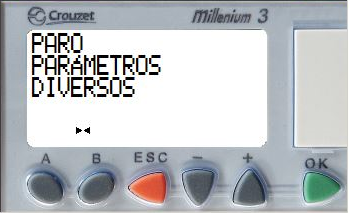 Crouzet
millenium 3
PARO
PARÁMETROS
DIVERSOS
A B ESC - + OK